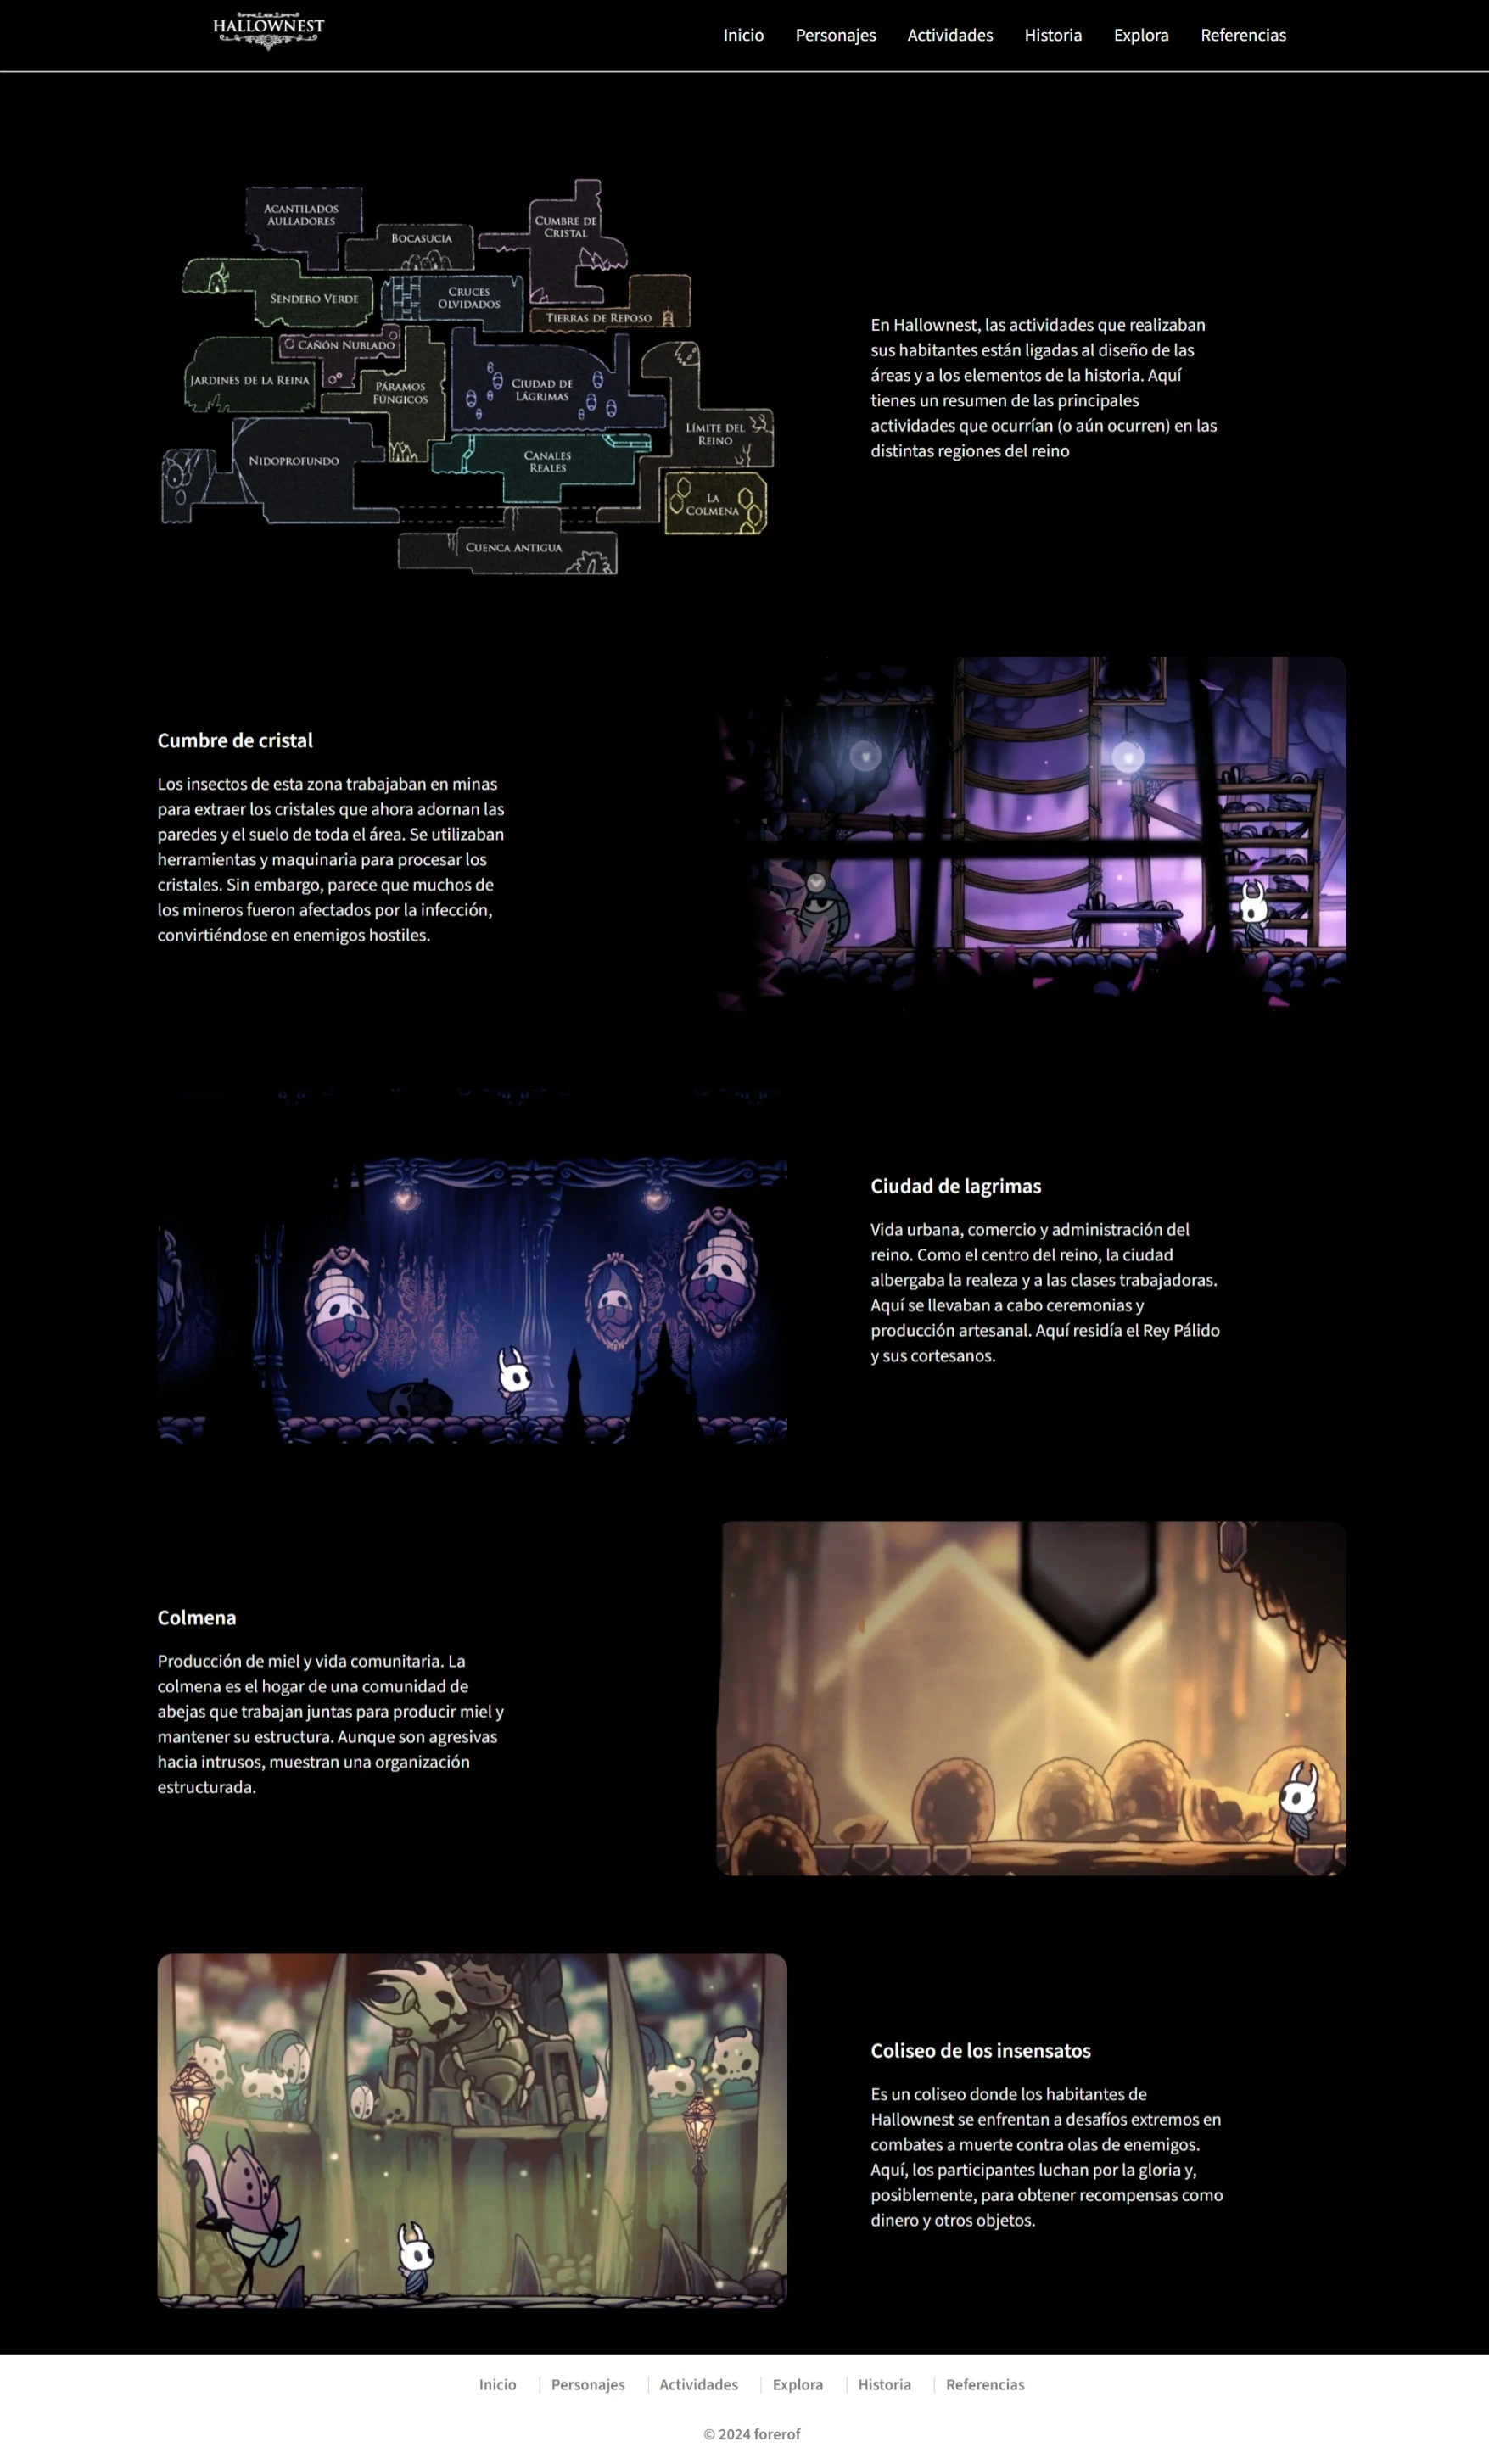 HALLOWNEST
Inicio Personajes Actividades Historia Explora Referencias
ACANTILADOS
AULLADORES
BOCASUCIA
CUMBRE DE
CRISTAL
SENDERO VERDE
CRUCES
OLVIDADOS
TIERRAS DE REPOSO
CAÑÓN NUBLADO
JARDINES DE LA REINA
PÁRAMOS
FÚNGICOS
CIUDAD DE
LÁGRIMAS
LÍMITE DEL
REINO
NIDOPROFUNDO
CANALES
REALES
LA
COLMENA
CUENCA ANTIGUA
En Hallownest, las actividades que realizaban
sus habitantes están ligadas al diseño de las
áreas y a los elementos de la historia. Aquí
tienes un resumen de las principales
actividades que ocurrían (o aún ocurren) en las
distintas regiones del reino
Cumbre de cristal
Los insectos de esta zona trabajaban en minas
para extraer los cristales que ahora adornan las
paredes y el suelo de toda el área. Se utilizaban
herramientas y maquinaria para procesar los
cristales. Sin embargo, parece que muchos de
los mineros fueron afectados por la infección,
convirtiéndose en enemigos hostiles.
Ciudad de lagrimas
Vida urbana, comercio y administración del
reino. Como el centro del reino, la ciudad
albergaba la realeza y a las clases trabajadoras.
Aquí se llevaban a cabo ceremonias y
producción artesanal. Aquí residía el Rey Pálido
y sus cortesanos.
Colmena
Producción de miel y vida comunitaria. La
colmena es el hogar de una comunidad de
abejas que trabajan juntas para producir miel y
mantener su estructura. Aunque son agresivas
hacia intrusos, muestran una organización
estructurada.
Coliseo de los insensatos
Es un coliseo donde los habitantes de
Hallownest se enfrentan a desafíos extremos en
combates a muerte contra olas de enemigos.
Aquí, los participantes luchan por la gloria y,
posiblemente, para obtener recompensas como
dinero y otros objetos.
Inicio Personajes Actividades Explora Historia Referencias
© 2024 forerof